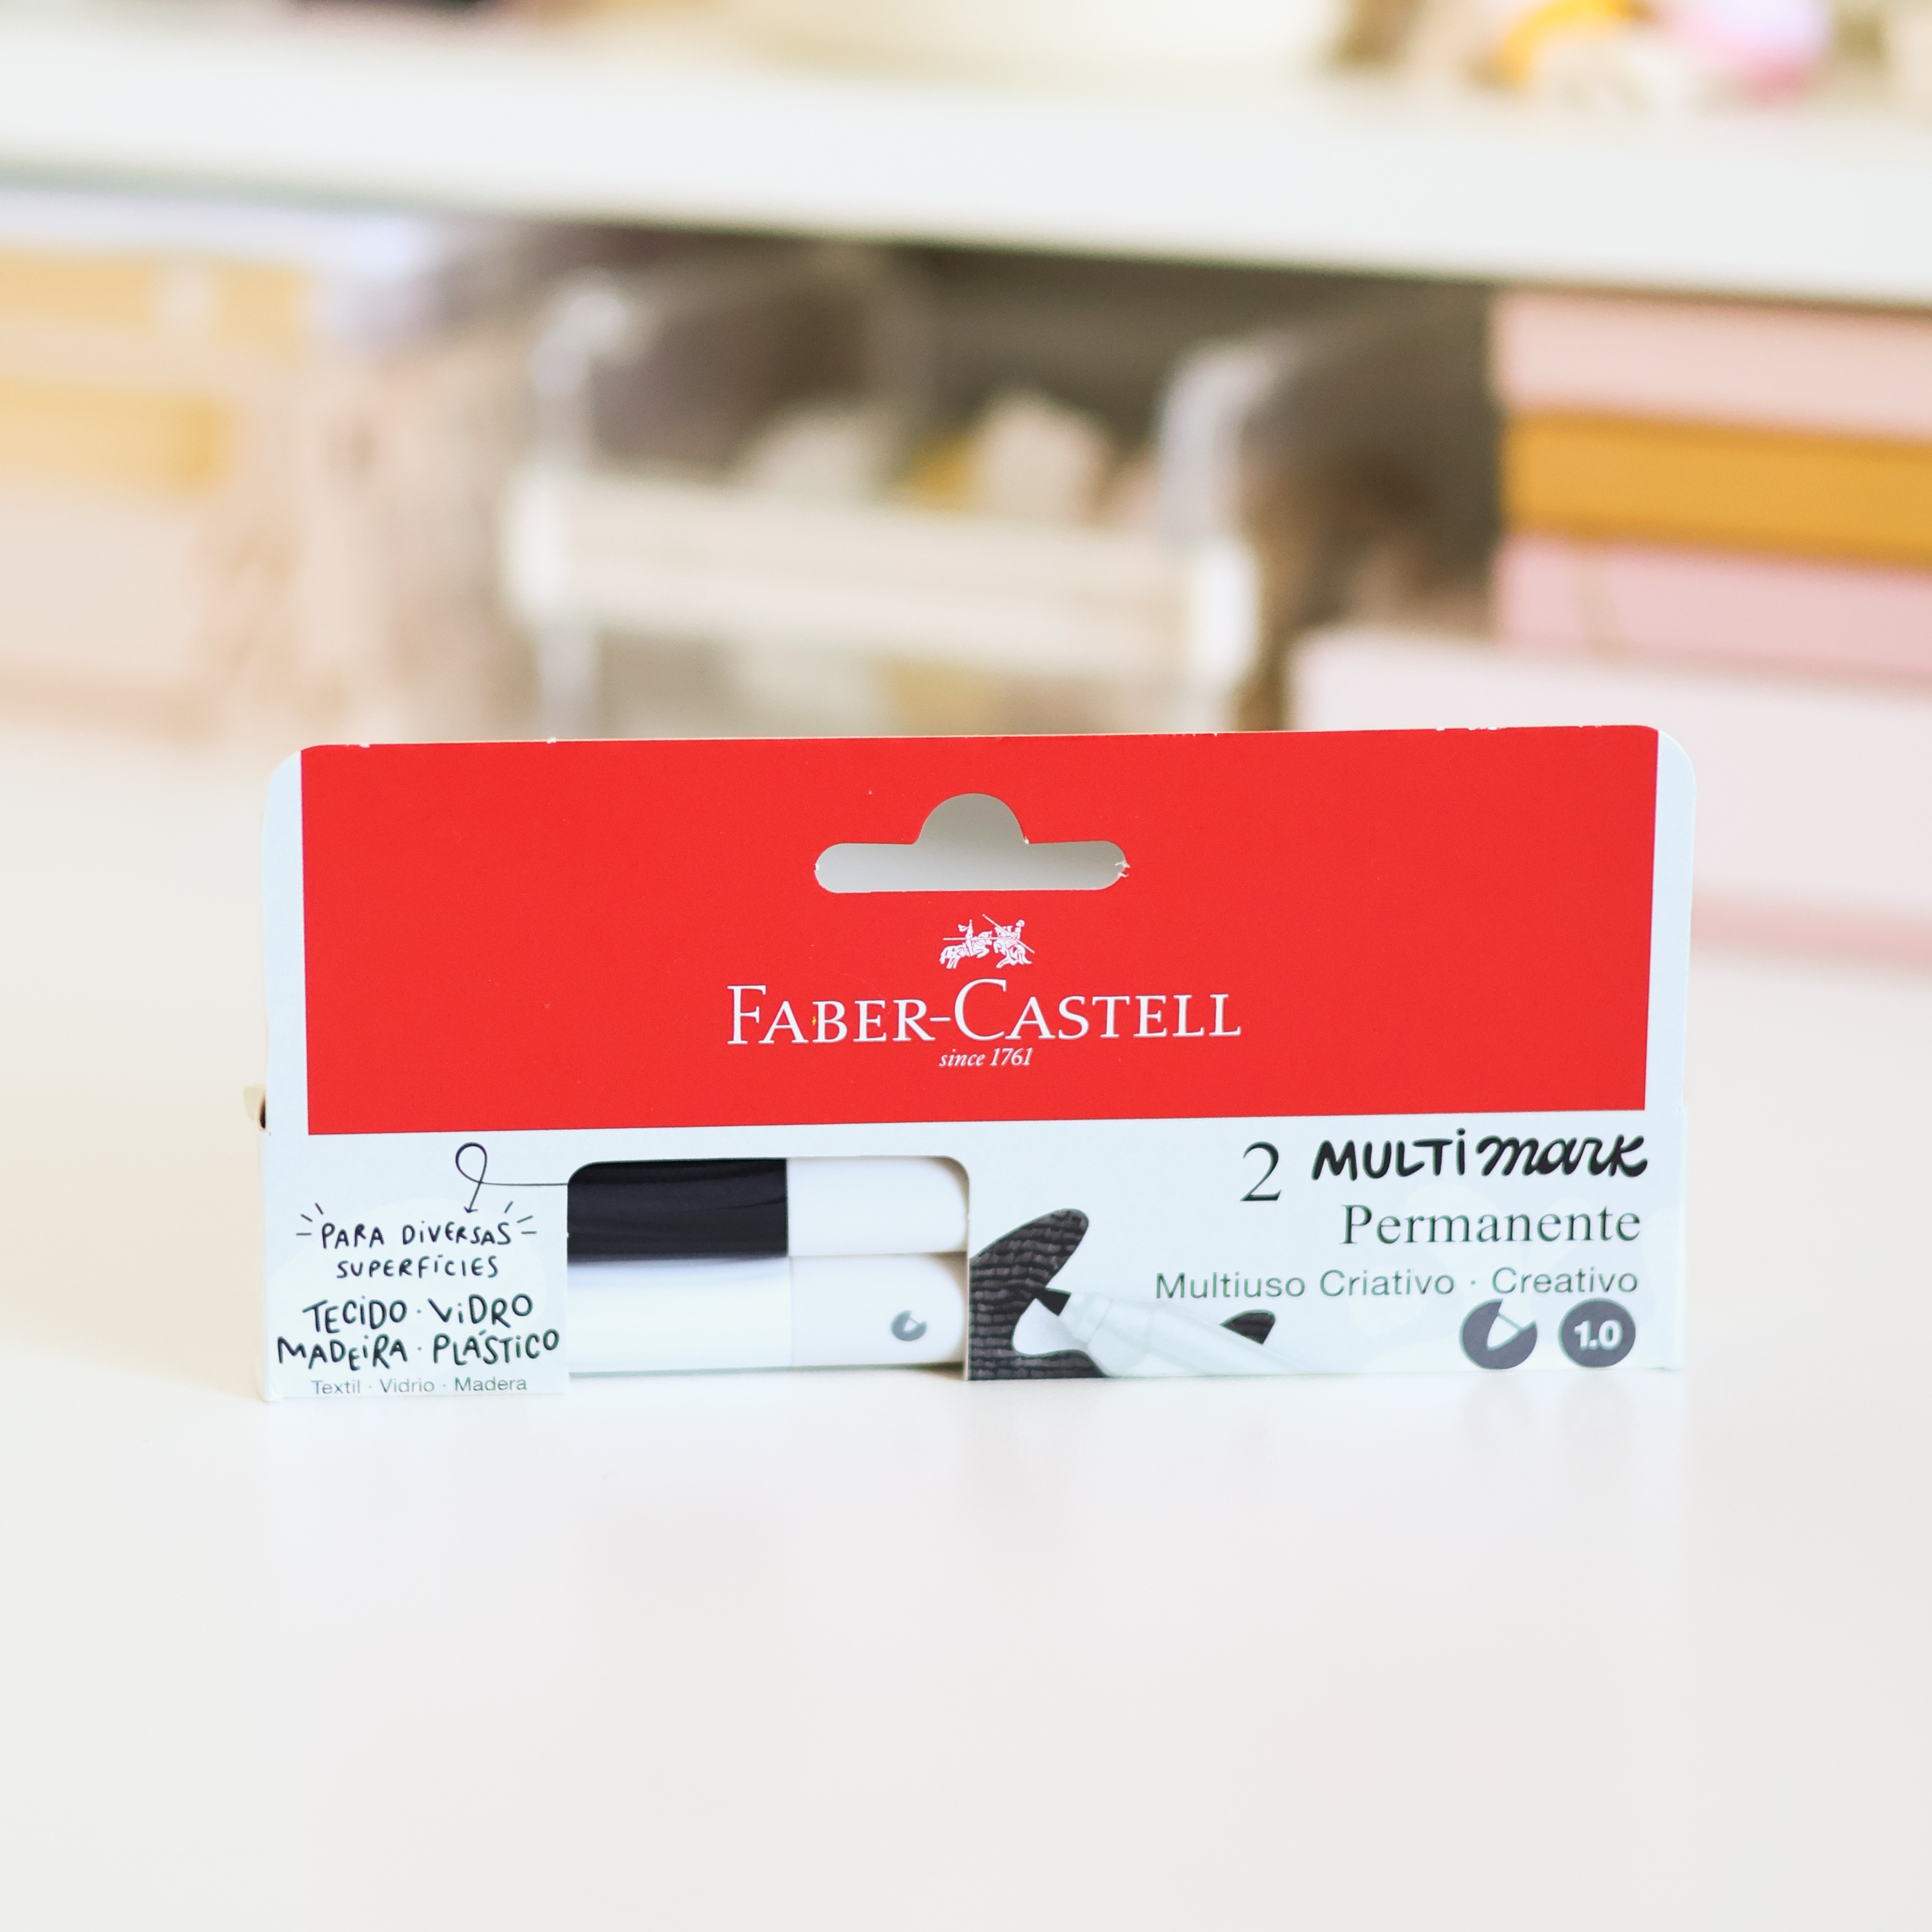 FABER-CASTELL
since 1761
PARA DIVERSAS
SUPERFÍCIES
TECIDO · VIDRO
MADEIRA · PLÁSTICO
Textil · Vidrio · Madera
2 MULTImark
Permanente
Multiuso Criativo · Creativo
1.0